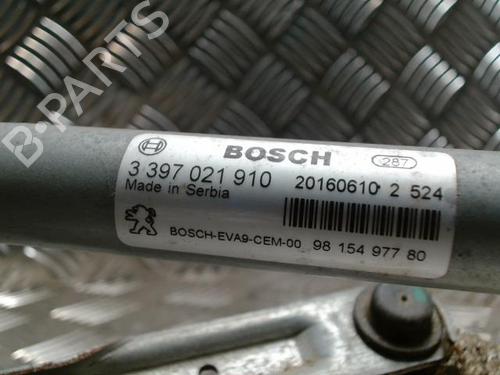 BOSCH
287
3 397 021 910
20160610 2 524
Made in Serbia
BOSCH-EVA9-CEM-00
98 154 977 80
B-PARTS